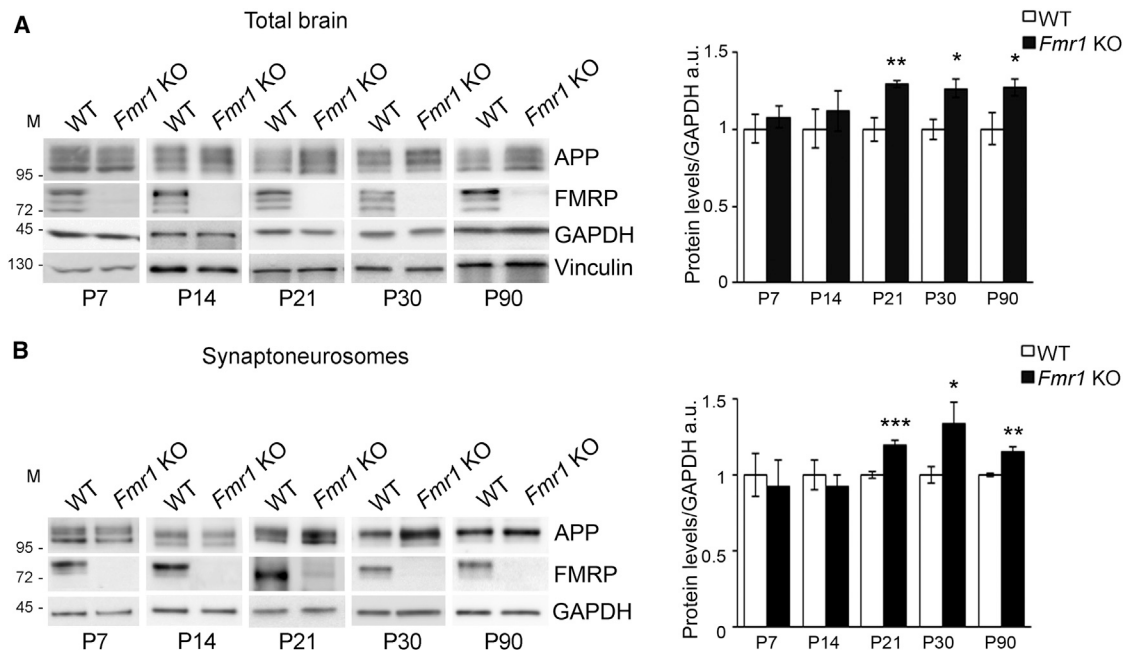 A
Total brain
M
WT Fmr1 KO WT Fmr1 KO WT Fmr1 KO WT Fmr1 KO WT Fmr1 KO
APP
95 -
FMRP
72 -
45 -
GAPDH
130 -
Vinculin
P7 P14 P21 P30 P90
WT
Fmr1 KO
Protein levels/GAPDH a.u.
1.5
1
0.5
0
** * *
P7 P14 P21 P30 P90
B
Synaptoneurosomes
M
WT Fmr1 KO WT Fmr1 KO WT Fmr1 KO WT Fmr1 KO WT Fmr1 KO
APP
95 -
FMRP
72 -
45 -
GAPDH
P7 P14 P21 P30 P90
WT
Fmr1 KO
Protein levels/GAPDH a.u.
1.5
1
0.5
0
*** * **
P7 P14 P21 P30 P90